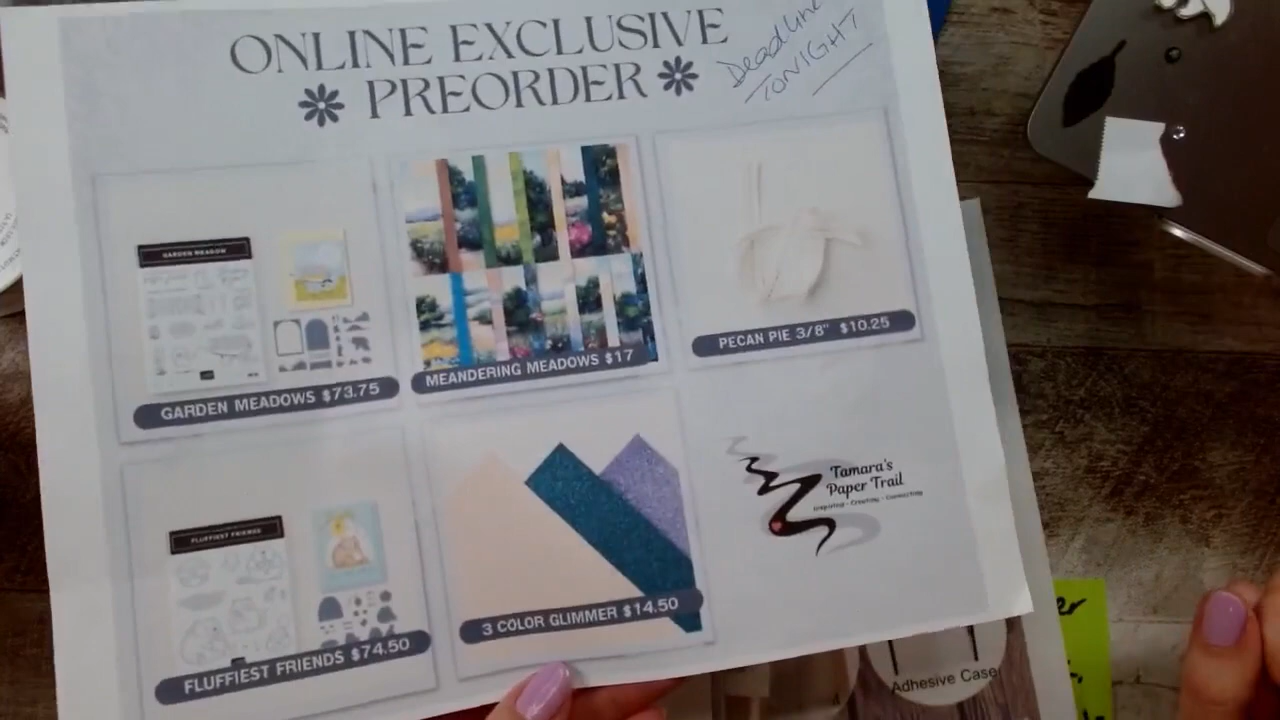 ONLINE EXCLUSIVE
PREORDER
Deadline
TONIGHT
GARDEN MEADOW
GARDEN MEADOWS $73.75
MEANDERING MEADOWS $17
PECAN PIE 3/8" $10.25
FLUFFIEST FRIENDS
FLUFFIEST FRIENDS $74.50
3 COLOR GLIMMER $14.50
Tamara's
Paper Trail
Inspiring - Creating - Connecting
Adhesive Case